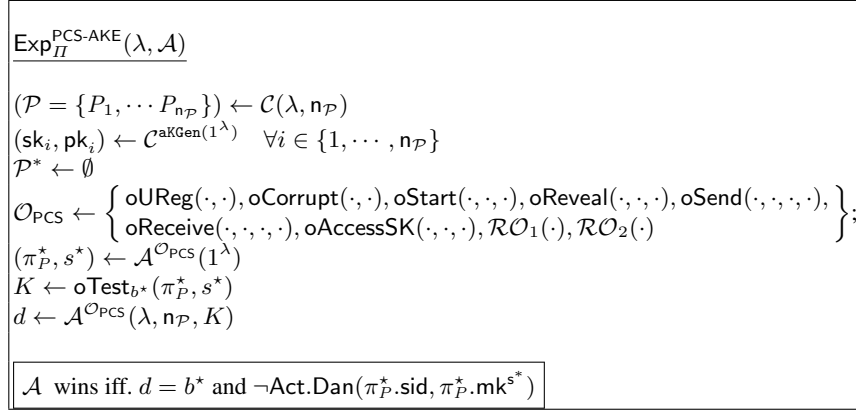 Exp_Π^{PCS-AKE}(λ, 𝒜)
(𝒫 = {P_1, ⋯ P_{n_𝒫}}) ← 𝒞(λ, n_𝒫)
(sk_i, pk_i) ← 𝒞^{aKGen(1^λ)} ∀i ∈ {1, ⋯ , n_𝒫}
𝒫* ← ∅
𝒪_PCS ← { oUReg(·,·), oCorrupt(·,·), oStart(·,·,·), oReveal(·,·,·), oSend(·,·,·,·),
oReceive(·,·,·,·), oAccessSK(·,·,·), ℛ𝒪_1(·), ℛ𝒪_2(·) };
(π_P^⋆, s^⋆) ← 𝒜^{𝒪_PCS}(1^λ)
K ← oTest_{b^⋆}(π_P^⋆, s^⋆)
d ← 𝒜^{𝒪_PCS}(λ, n_𝒫, K)
𝒜 wins iff. d = b^⋆ and ¬Act.Dan(π_P^⋆.sid, π_P^⋆.mk^{s^*})